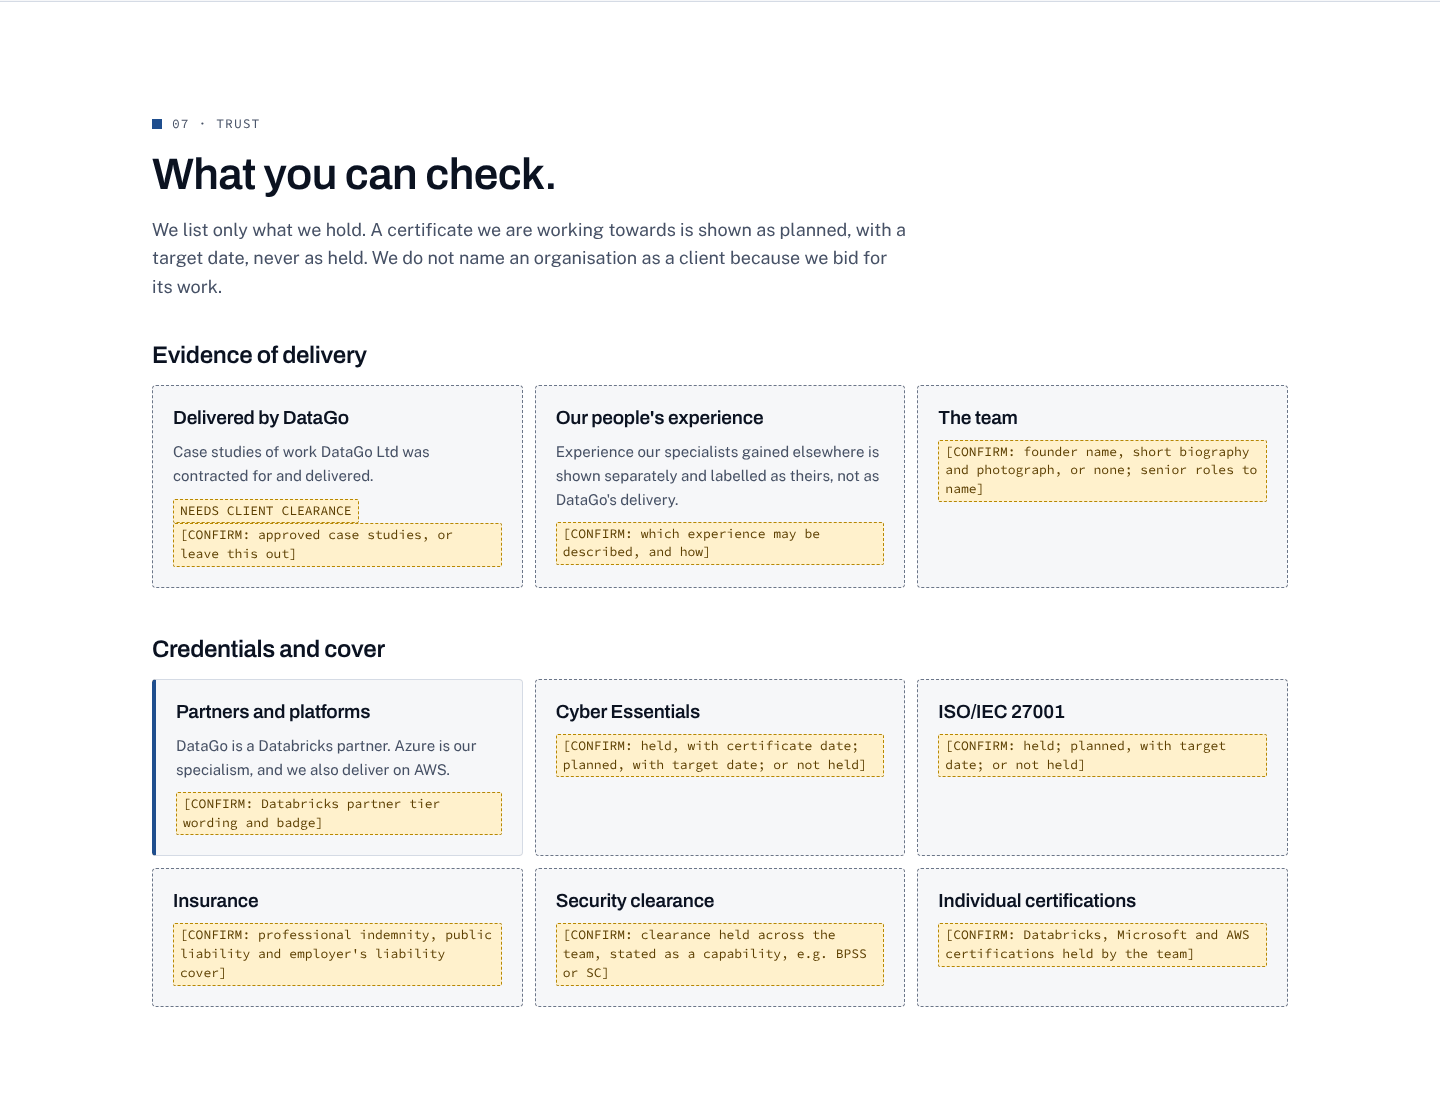 07 · TRUST
What you can check.
We list only what we hold. A certificate we are working towards is shown as planned, with a
target date, never as held. We do not name an organisation as a client because we bid for
its work.
Evidence of delivery
Delivered by DataGo
Case studies of work DataGo Ltd was
contracted for and delivered.
NEEDS CLIENT CLEARANCE
[CONFIRM: approved case studies, or
leave this out]
Our people's experience
Experience our specialists gained elsewhere is
shown separately and labelled as theirs, not as
DataGo's delivery.
[CONFIRM: which experience may be
described, and how]
The team
[CONFIRM: founder name, short biography
and photograph, or none; senior roles to
name]
Credentials and cover
Partners and platforms
DataGo is a Databricks partner. Azure is our
specialism, and we also deliver on AWS.
[CONFIRM: Databricks partner tier
wording and badge]
Cyber Essentials
[CONFIRM: held, with certificate date;
planned, with target date; or not held]
ISO/IEC 27001
[CONFIRM: held; planned, with target
date; or not held]
Insurance
[CONFIRM: professional indemnity, public
liability and employer's liability
cover]
Security clearance
[CONFIRM: clearance held across the
team, stated as a capability, e.g. BPSS
or SC]
Individual certifications
[CONFIRM: Databricks, Microsoft and AWS
certifications held by the team]